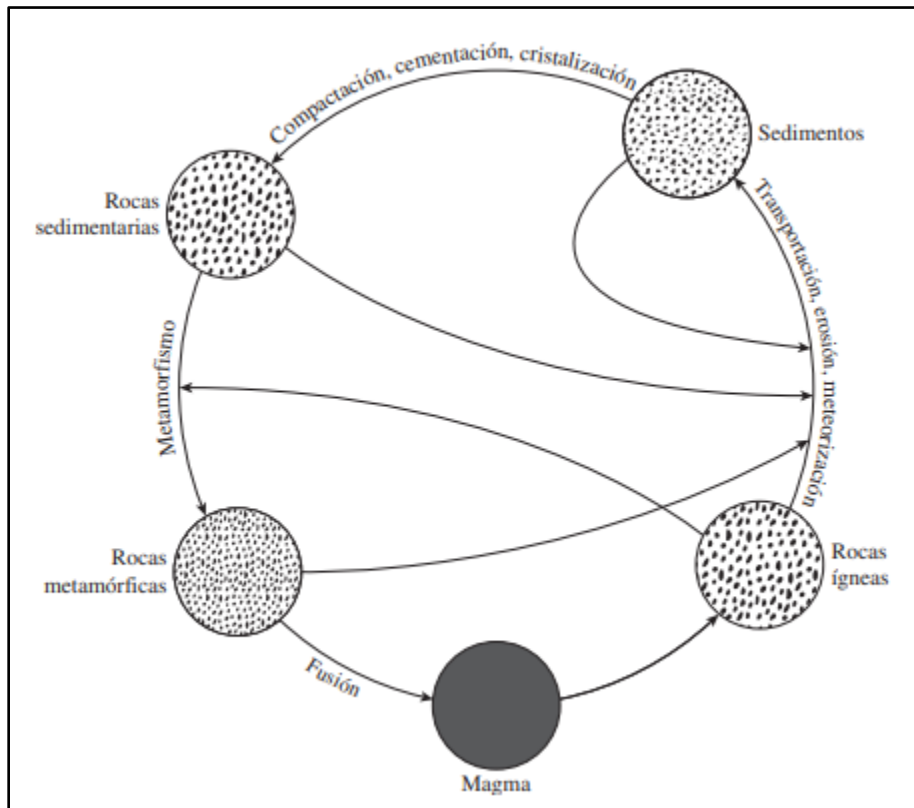 Compactación, cementación, cristalización
Sedimentos
Rocas
sedimentarias
Transportación, erosión, meteorización
Metamorfismo
Rocas
metamórficas
Rocas
ígneas
Fusión
Magma